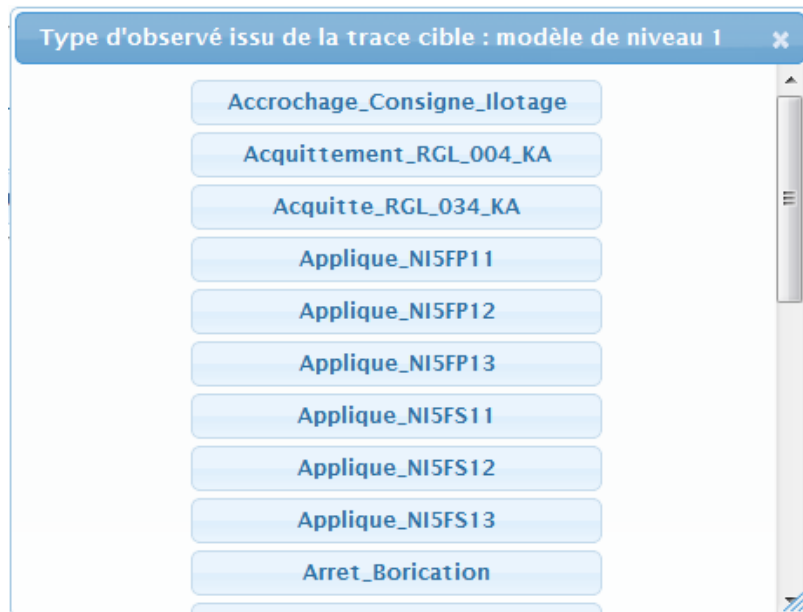 Type d'observé issu de la trace cible : modèle de niveau 1
Accrochage_Consigne_Ilotage
Acquittement_RGL_004_KA
Acquitte_RGL_034_KA
Applique_NI5FP11
Applique_NI5FP12
Applique_NI5FP13
Applique_NI5FS11
Applique_NI5FS12
Applique_NI5FS13
Arret_Borication